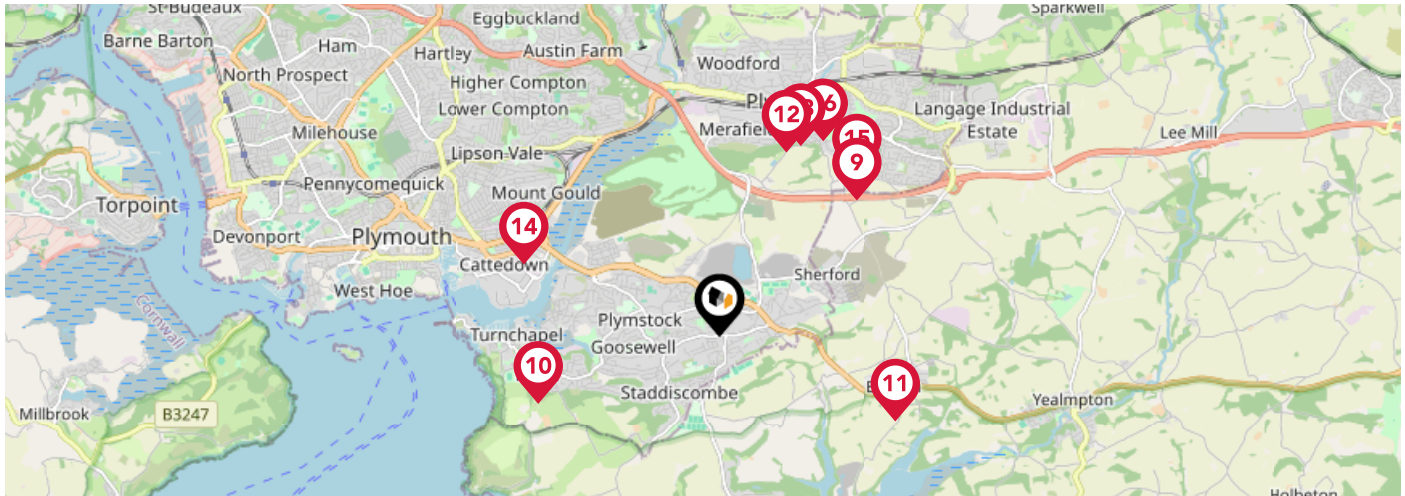 St Budeaux
Eggbuckland
Sparkwell
Barne Barton
Ham
Hartley
Austin Farm
Woodford
North Prospect
Higher Compton
Lower Compton
12
6
Langage Industrial
Estate
Milehouse
Merafield
15
Lee Mill
Lipson Vale
9
Pennycomequick
Mount Gould
Torpoint
14
Devonport
Plymouth
Cattedown
Sherford
West Hoe
Cornwall
Plymstock
Turnchapel
Goosewell
10
11
Staddiscombe
Yealmpton
Millbrook
B3247
Holbeton